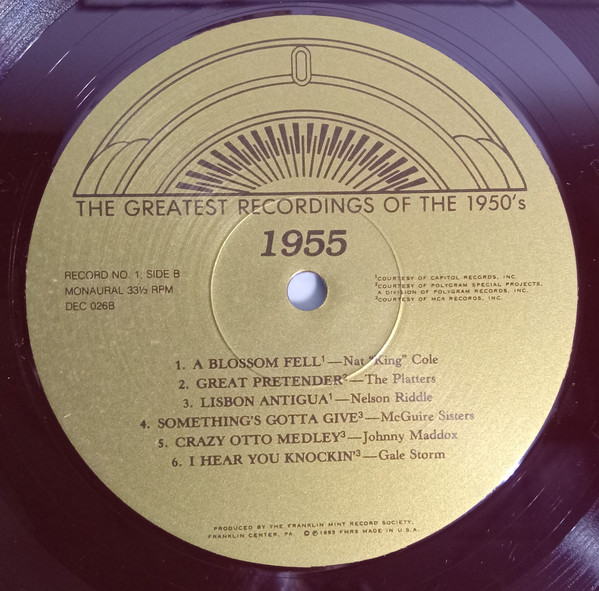 THE GREATEST RECORDINGS OF THE 1950's
1955
RECORD NO. 1, SIDE B
MONAURAL 33⅓ RPM
DEC 026B
¹COURTESY OF CAPITOL RECORDS, INC.
²COURTESY OF POLYGRAM SPECIAL PROJECTS,
A DIVISION OF POLYGRAM RECORDS, INC.
³COURTESY OF MCA RECORDS, INC.
1. A BLOSSOM FELL¹—Nat "King" Cole
2. GREAT PRETENDER²—The Platters
3. LISBON ANTIGUA¹—Nelson Riddle
4. SOMETHING'S GOTTA GIVE³—McGuire Sisters
5. CRAZY OTTO MEDLEY³—Johnny Maddox
6. I HEAR YOU KNOCKIN'³—Gale Storm
PRODUCED BY THE FRANKLIN MINT RECORD SOCIETY,
FRANKLIN CENTER, PA. ©℗ FMRS MADE IN U.S.A.